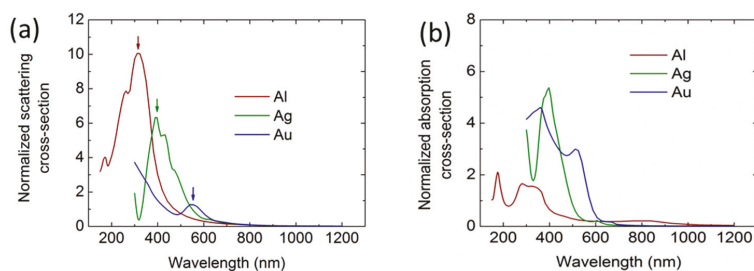 (a)
Normalized scattering
cross-section
12
10
8
6
4
2
0
Al
Ag
Au
200 400 600 800 1000 1200
Wavelength (nm)
(b)
Normalized absorption
cross-section
8
6
4
2
0
Al
Ag
Au
200 400 600 800 1000 1200
Wavelength (nm)